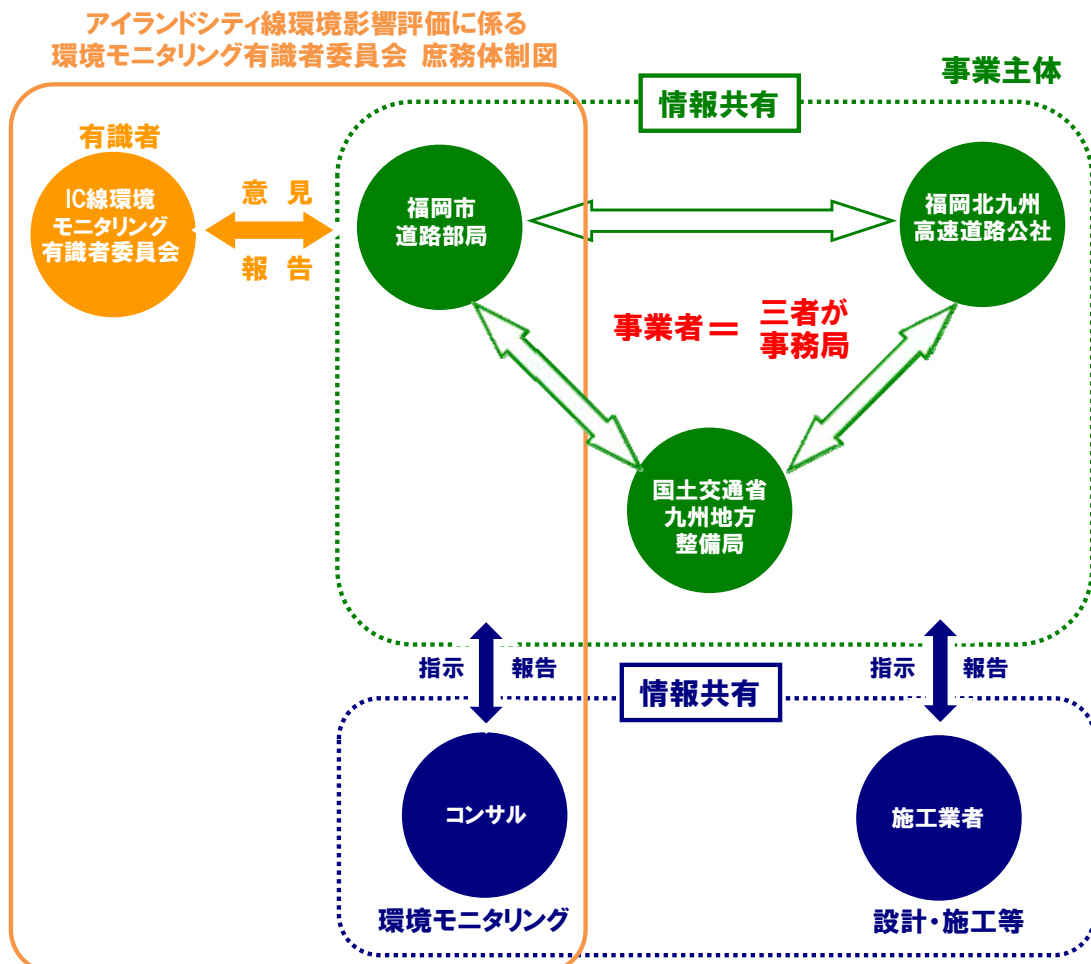 アイランドシティ線環境影響評価に係る
環境モニタリング有識者委員会 庶務体制図
事業主体
情報共有
有識者
IC線環境
モニタリング
有識者委員会
意 見
報 告
福岡市
道路部局
福岡北九州
高速道路公社
事業者＝ 三者が
事務局
国土交通省
九州地方
整備局
指示 報告
指示 報告
情報共有
コンサル
施工業者
環境モニタリング
設計・施工等